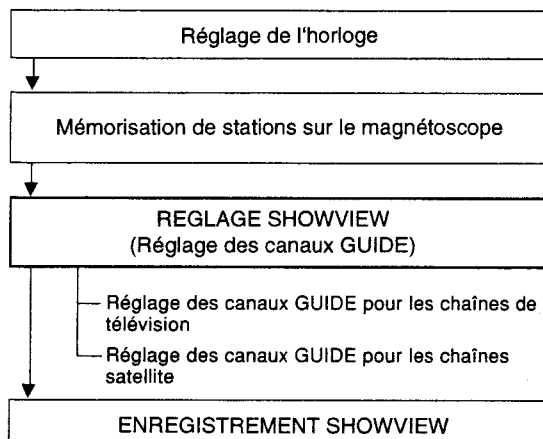 Réglage de l'horloge
Mémorisation de stations sur le magnétoscope
REGLAGE SHOWVIEW
(Réglage des canaux GUIDE)
Réglage des canaux GUIDE pour les chaînes de
télévision
Réglage des canaux GUIDE pour les chaînes
satellite
ENREGISTREMENT SHOWVIEW